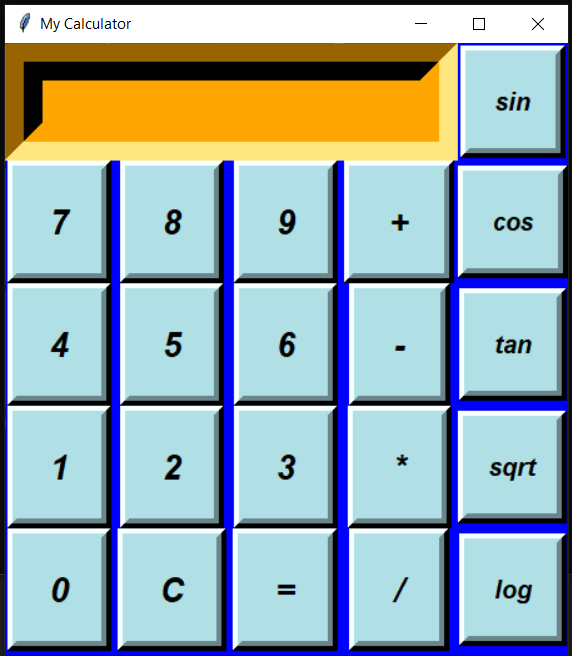 My Calculator
sin
7 8 9 + cos
4 5 6 - tan
1 2 3 * sqrt
0 C = / log